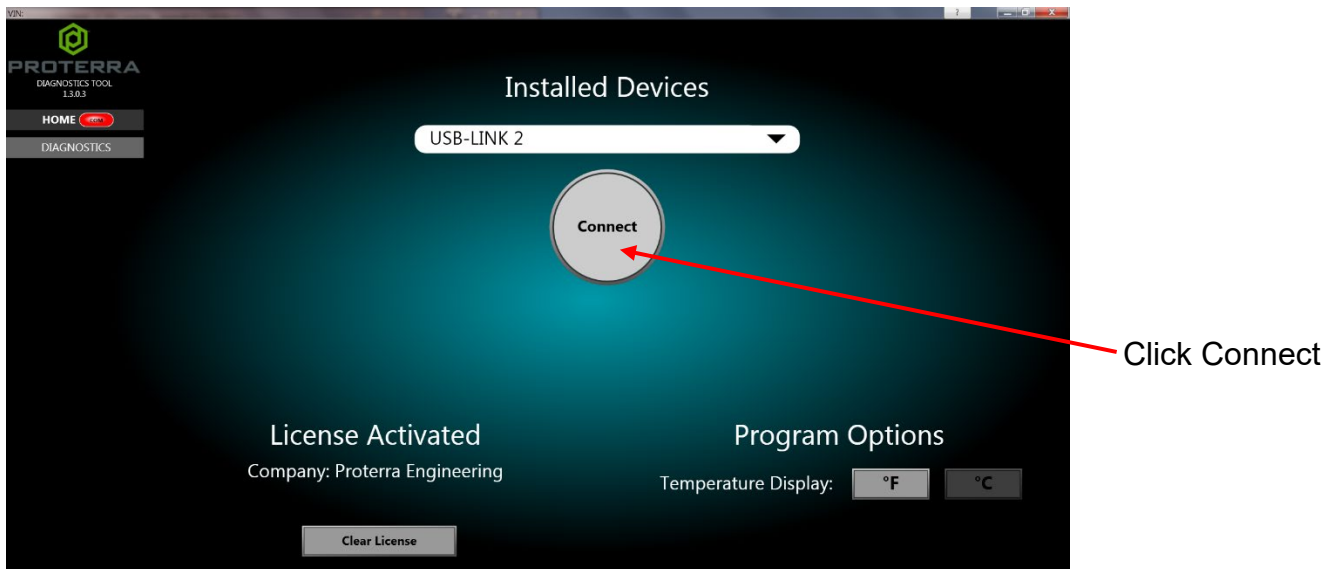 VIN:
?
PROTERRA
DIAGNOSTICS TOOL
1.3.0.3
HOME
DIAGNOSTICS
Installed Devices
USB-LINK 2
Connect
Click Connect
License Activated
Company: Proterra Engineering
Clear License
Program Options
Temperature Display: °F °C